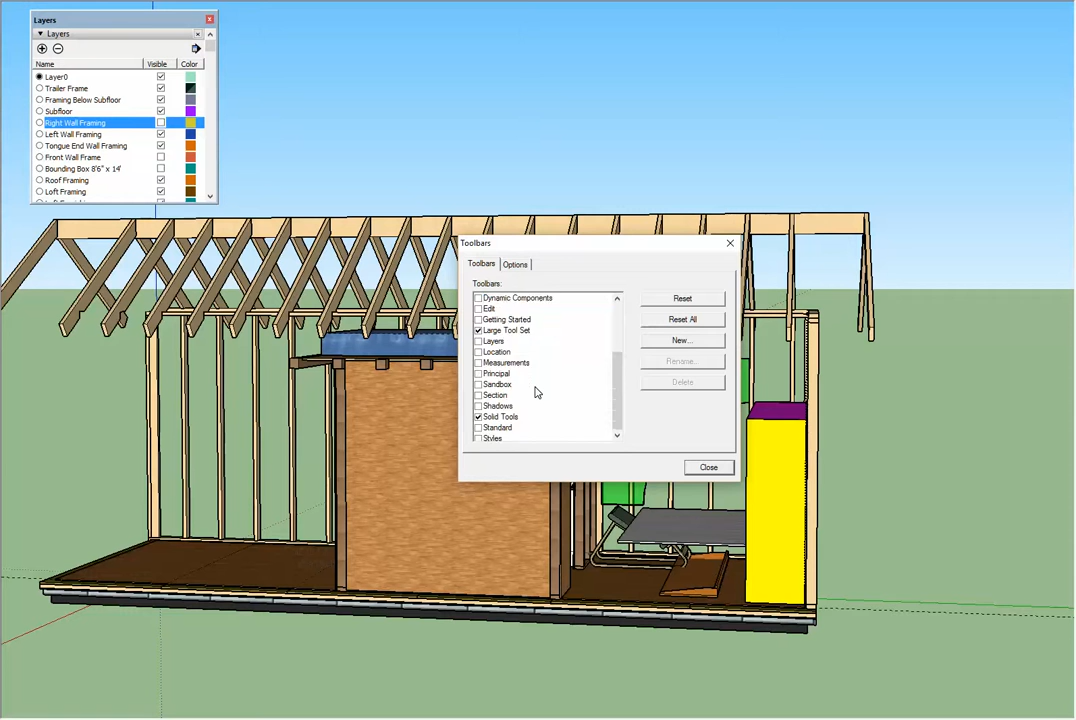 Layers
Layers
Name Visible Color
Layer0
Trailer Frame
Framing Below Subfloor
Subfloor
Right Wall Framing
Left Wall Framing
Tongue End Wall Framing
Front Wall Frame
Bounding Box 8'6" x 14'
Roof Framing
Loft Framing
Toolbars
Toolbars Options
Toolbars:
Dynamic Components
Edit
Getting Started
Large Tool Set
Layers
Location
Measurements
Principal
Sandbox
Section
Shadows
Solid Tools
Standard
Styles
Reset
Reset All
New...
Rename...
Delete
Close